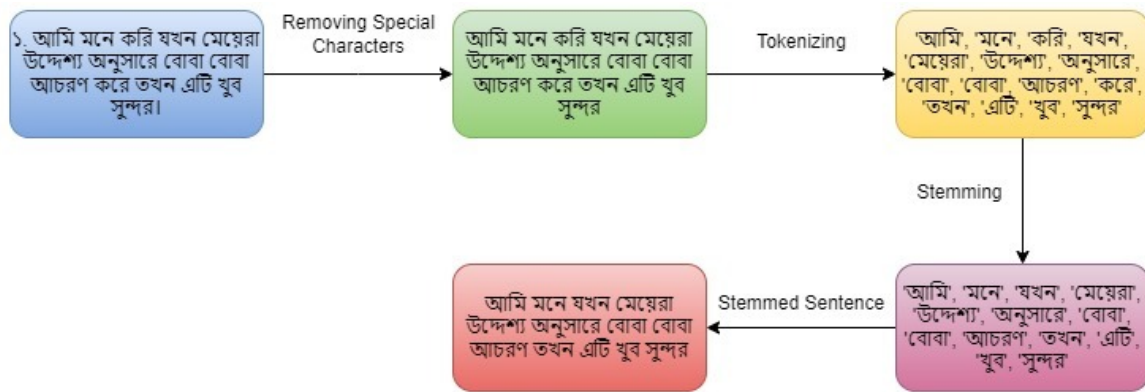 ১. আমি মনে করি যখন মেয়েরা
উদ্দেশ্য অনুসারে বোবা বোবা
আচরণ করে তখন এটি খুব
সুন্দর।
Removing Special
Characters
আমি মনে করি যখন মেয়েরা
উদ্দেশ্য অনুসারে বোবা বোবা
আচরণ করে তখন এটি খুব
সুন্দর
Tokenizing
'আমি, 'মনে', 'করি', 'যখন',
'মেয়েরা', 'উদ্দেশ্য', 'অনুসারে',
'বোবা', 'বোবা', 'আচরণ', 'করে',
'তখন', 'এটি', 'খুব', 'সুন্দর'
Stemming
'আমি', 'মনে', 'যখন', 'মেয়েরা',
'উদ্দেশ্য', 'অনুসারে', 'বোবা',
'বোবা', 'আচরণ', 'তখন', 'এটি',
'খুব', 'সুন্দর'
Stemmed Sentence
আমি মনে যখন মেয়েরা
উদ্দেশ্য অনুসারে বোবা বোবা
আচরণ তখন এটি খুব সুন্দর